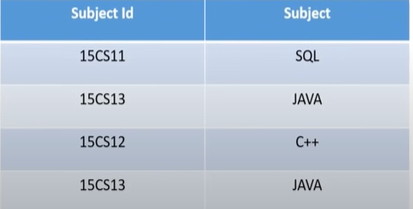 Subject Id Subject
15CS11 SQL
15CS13 JAVA
15CS12 C++
15CS13 JAVA